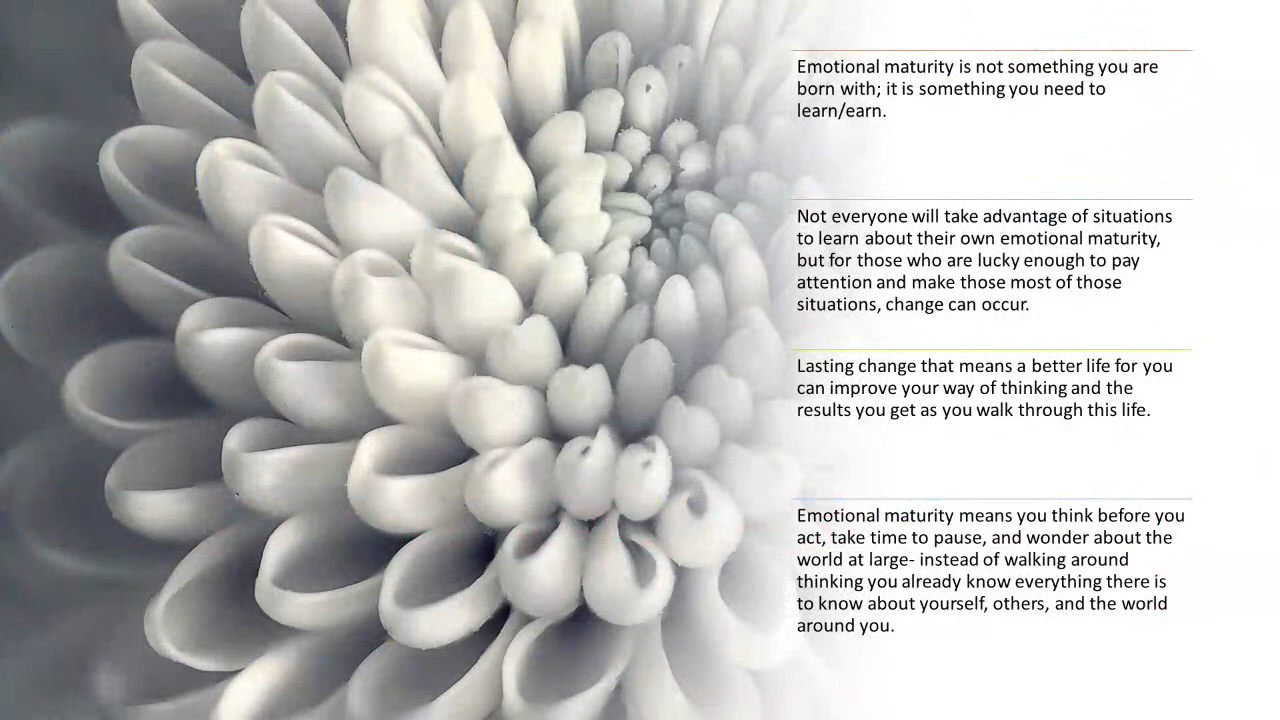 Emotional maturity is not something you are
born with; it is something you need to
learn/earn.
Not everyone will take advantage of situations
to learn about their own emotional maturity,
but for those who are lucky enough to pay
attention and make those most of those
situations, change can occur.
Lasting change that means a better life for you
can improve your way of thinking and the
results you get as you walk through this life.
Emotional maturity means you think before you
act, take time to pause, and wonder about the
world at large- instead of walking around
thinking you already know everything there is
to know about yourself, others, and the world
around you.